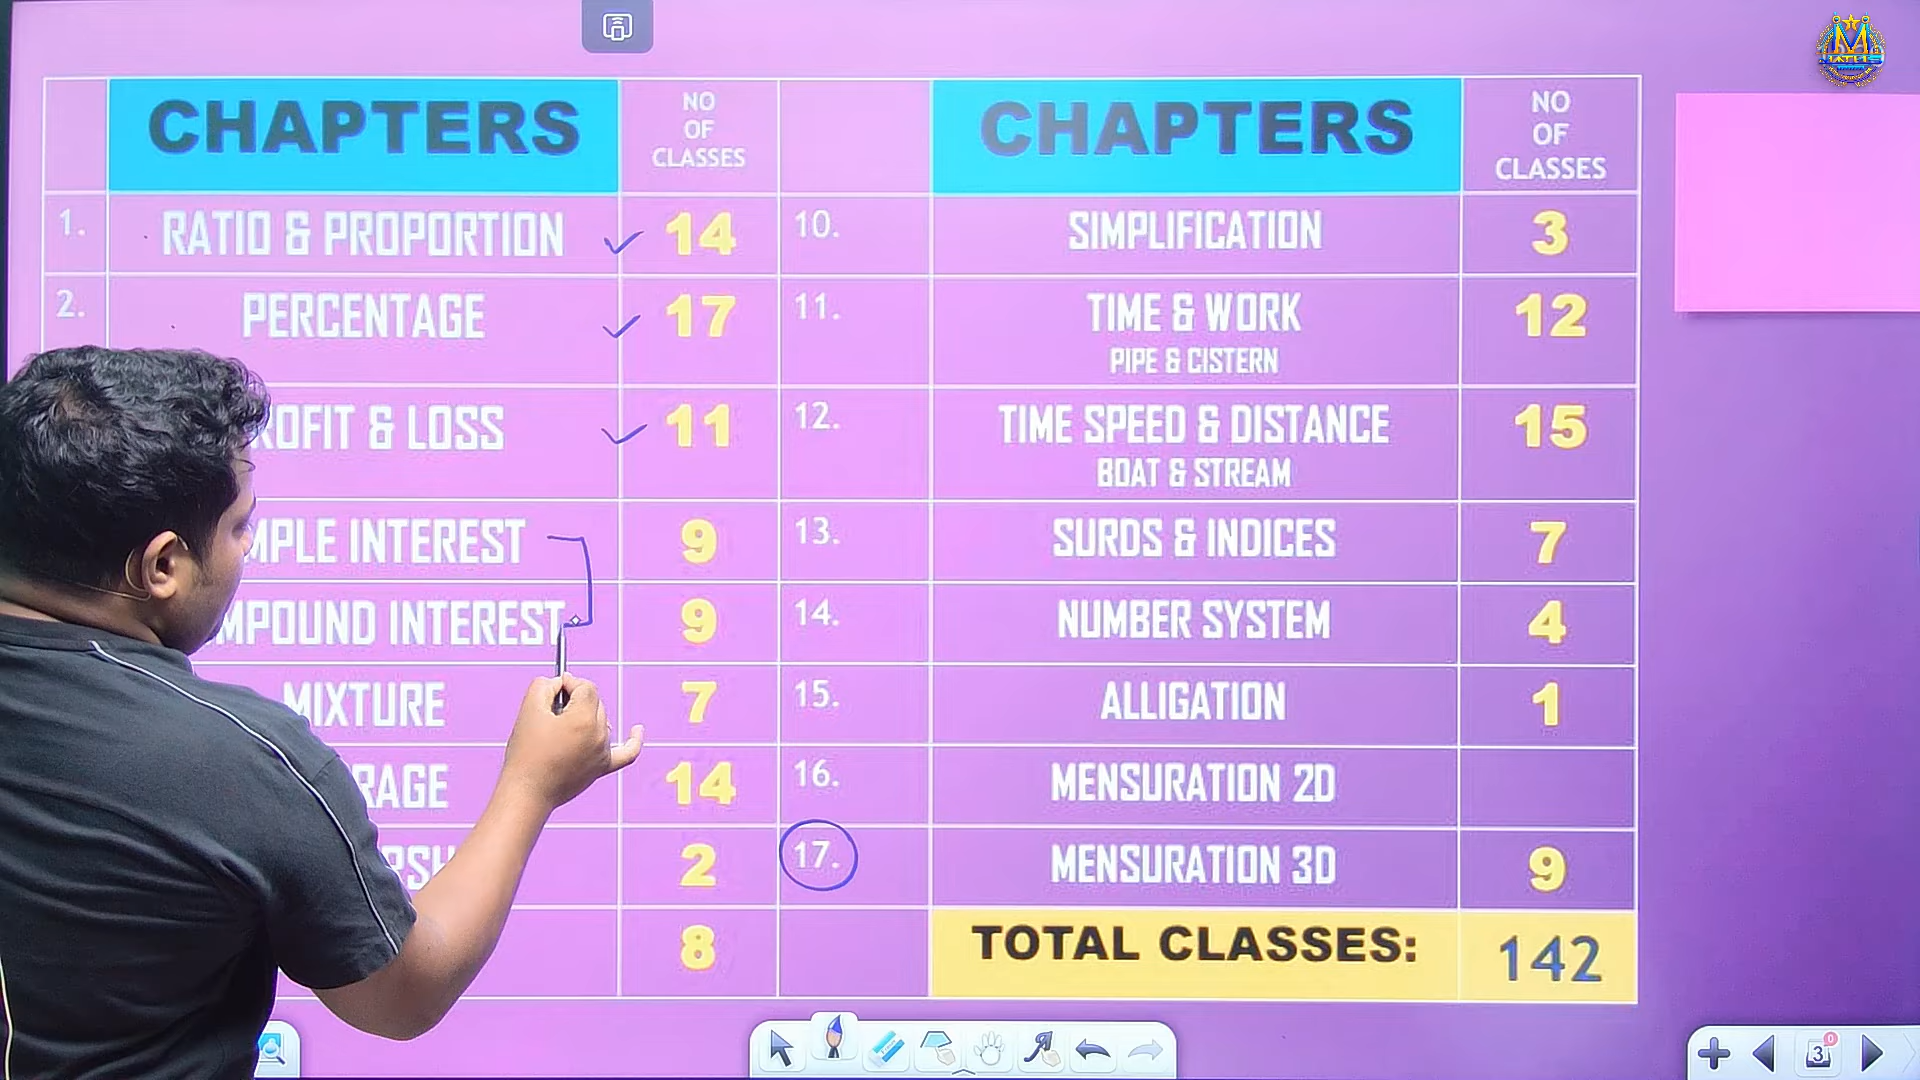 CHAPTERS
NO
OF
CLASSES
CHAPTERS
NO
OF
CLASSES
1. RATIO & PROPORTION 14 10. SIMPLIFICATION 3
2. PERCENTAGE 17 11. TIME & WORK 12
PIPE & CISTERN
OFIT & LOSS 11 12. TIME SPEED & DISTANCE 15
BOAT & STREAM
MPLE INTEREST 9 13. SURDS & INDICES 7
MPOUND INTEREST 9 14. NUMBER SYSTEM 4
MIXTURE 7 15. ALLIGATION 1
RAGE 14 16. MENSURATION 2D
RSH 2 17. MENSURATION 3D 9
8 TOTAL CLASSES: 142
3
0